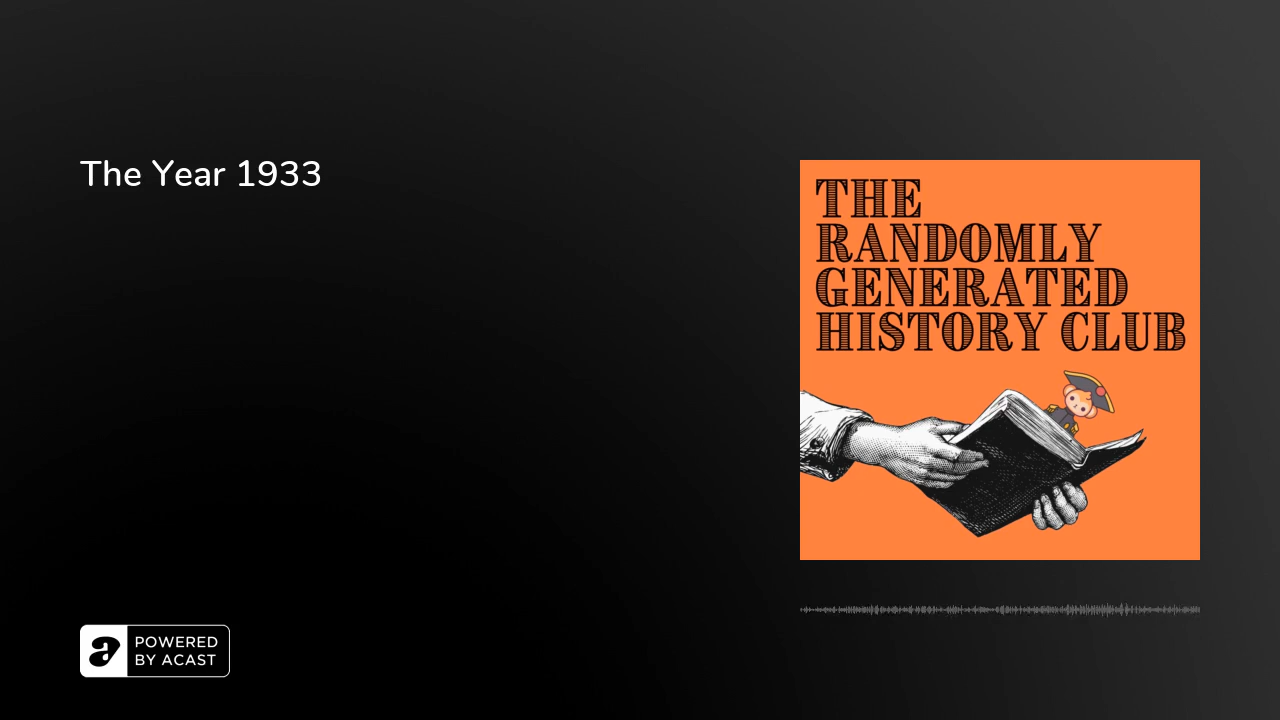 The Year 1933
THE
RANDOMLY
GENERATED
HISTORY CLUB
a
POWERED
BY ACAST